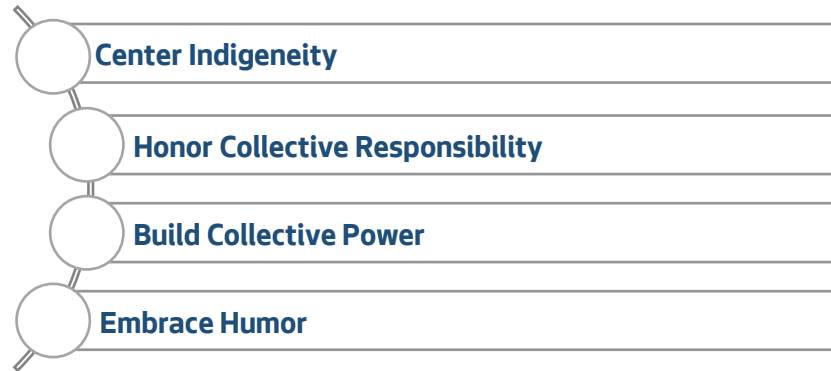 Center Indigeneity
Honor Collective Responsibility
Build Collective Power
Embrace Humor